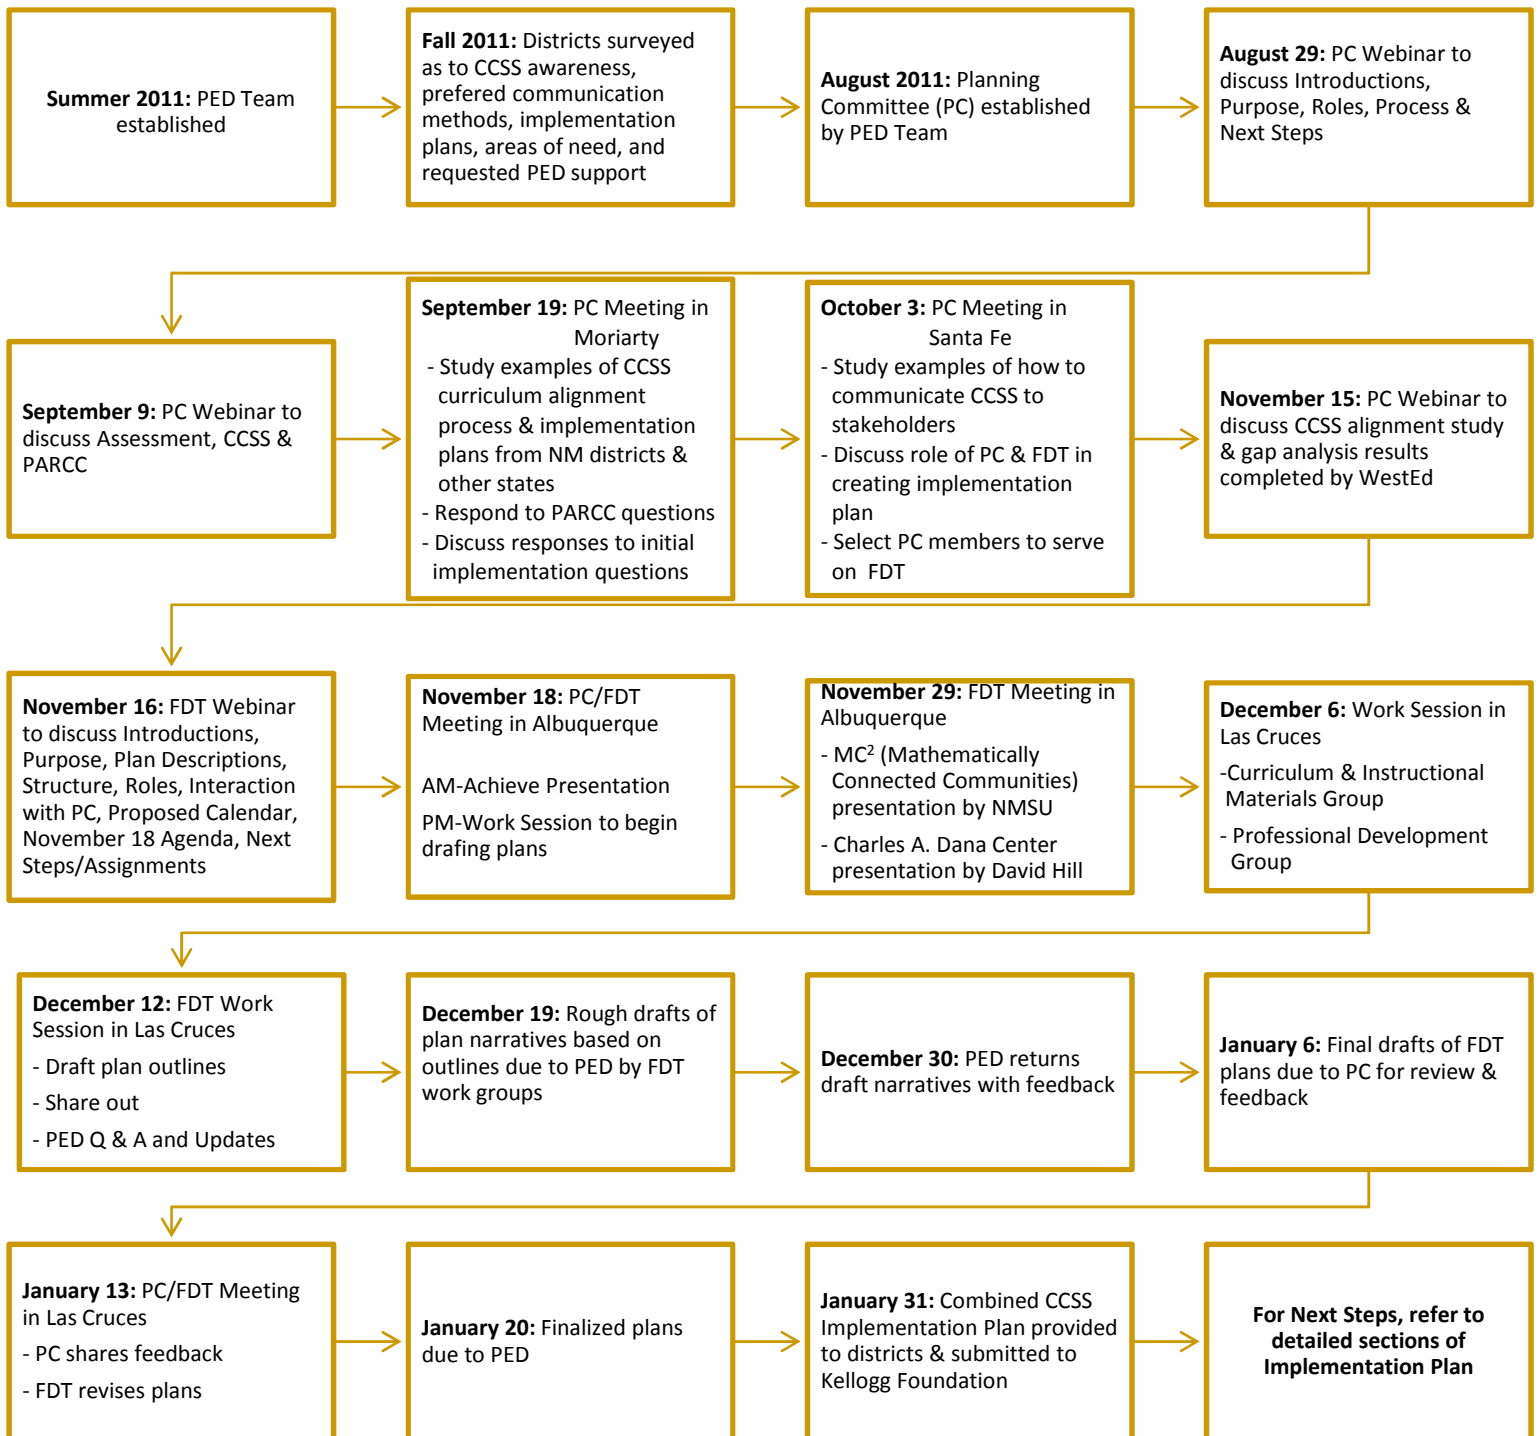 Summer 2011: PED Team
established
Fall 2011: Districts surveyed
as to CCSS awareness,
prefered communication
methods, implementation
plans, areas of need, and
requested PED support
August 2011: Planning
Committee (PC) established
by PED Team
August 29: PC Webinar to
discuss Introductions,
Purpose, Roles, Process &
Next Steps
September 9: PC Webinar to
discuss Assessment, CCSS &
PARCC
September 19: PC Meeting in
Moriarty
- Study examples of CCSS
curriculum alignment
process & implementation
plans from NM districts &
other states
- Respond to PARCC questions
- Discuss responses to initial
implementation questions
October 3: PC Meeting in
Santa Fe
- Study examples of how to
communicate CCSS to
stakeholders
- Discuss role of PC & FDT in
creating implementation
plan
- Select PC members to serve
on FDT
November 15: PC Webinar to
discuss CCSS alignment study
& gap analysis results
completed by WestEd
November 16: FDT Webinar
to discuss Introductions,
Purpose, Plan Descriptions,
Structure, Roles, Interaction
with PC, Proposed Calendar,
November 18 Agenda, Next
Steps/Assignments
November 18: PC/FDT
Meeting in Albuquerque
AM-Achieve Presentation
PM-Work Session to begin
drafing plans
November 29: FDT Meeting in
Albuquerque
- MC² (Mathematically
Connected Communities)
presentation by NMSU
- Charles A. Dana Center
presentation by David Hill
December 6: Work Session in
Las Cruces
-Curriculum & Instructional
Materials Group
- Professional Development
Group
December 12: FDT Work
Session in Las Cruces
- Draft plan outlines
- Share out
- PED Q & A and Updates
December 19: Rough drafts of
plan narratives based on
outlines due to PED by FDT
work groups
December 30: PED returns
draft narratives with feedback
January 6: Final drafts of FDT
plans due to PC for review &
feedback
January 13: PC/FDT Meeting
in Las Cruces
- PC shares feedback
- FDT revises plans
January 20: Finalized plans
due to PED
January 31: Combined CCSS
Implementation Plan provided
to districts & submitted to
Kellogg Foundation
For Next Steps, refer to
detailed sections of
Implementation Plan